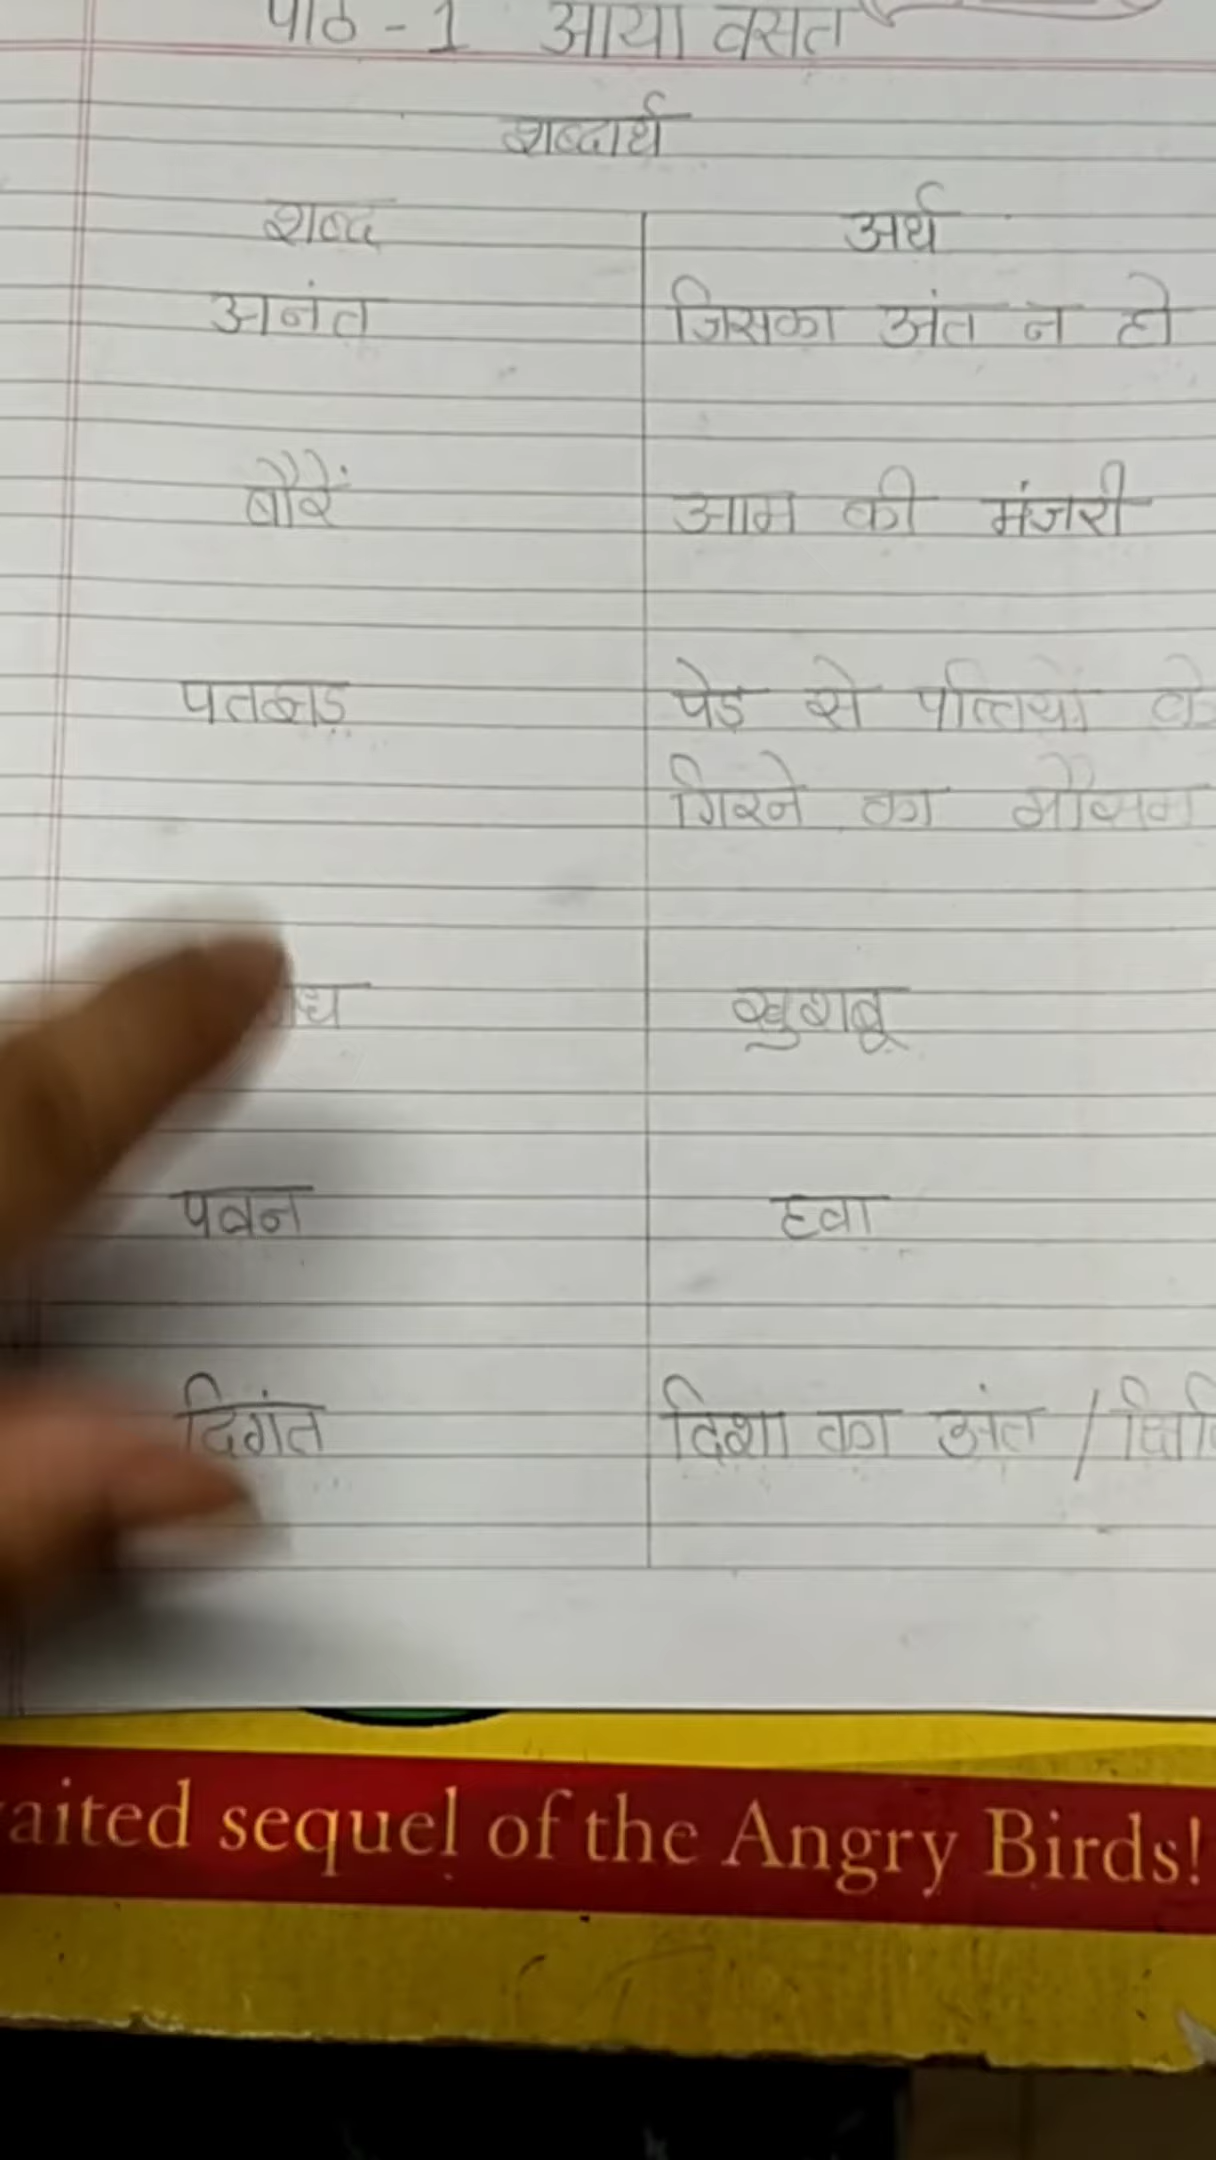 पाठ - 1 आया वसंत
शब्दार्थ
शब्द अर्थ
अनंत जिसका अंत न हो
बौरें आम की मंजरी
पतझड़ पेड़ से पत्तियों के
गिरने का मौसम
खुशबू
पवन हवा
दिगंत दिशा का अंत /
sequel of the Angry Birds!